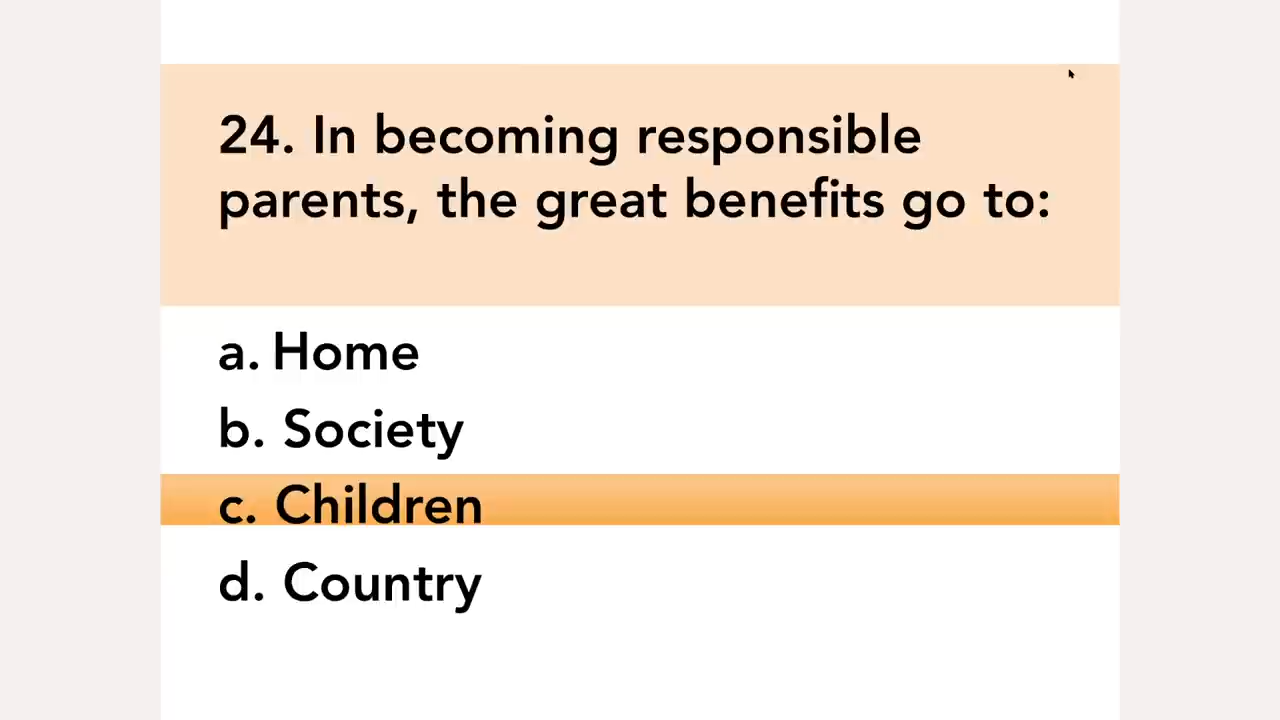 24. In becoming responsible
parents, the great benefits go to:
a. Home
b. Society
c. Children
d. Country